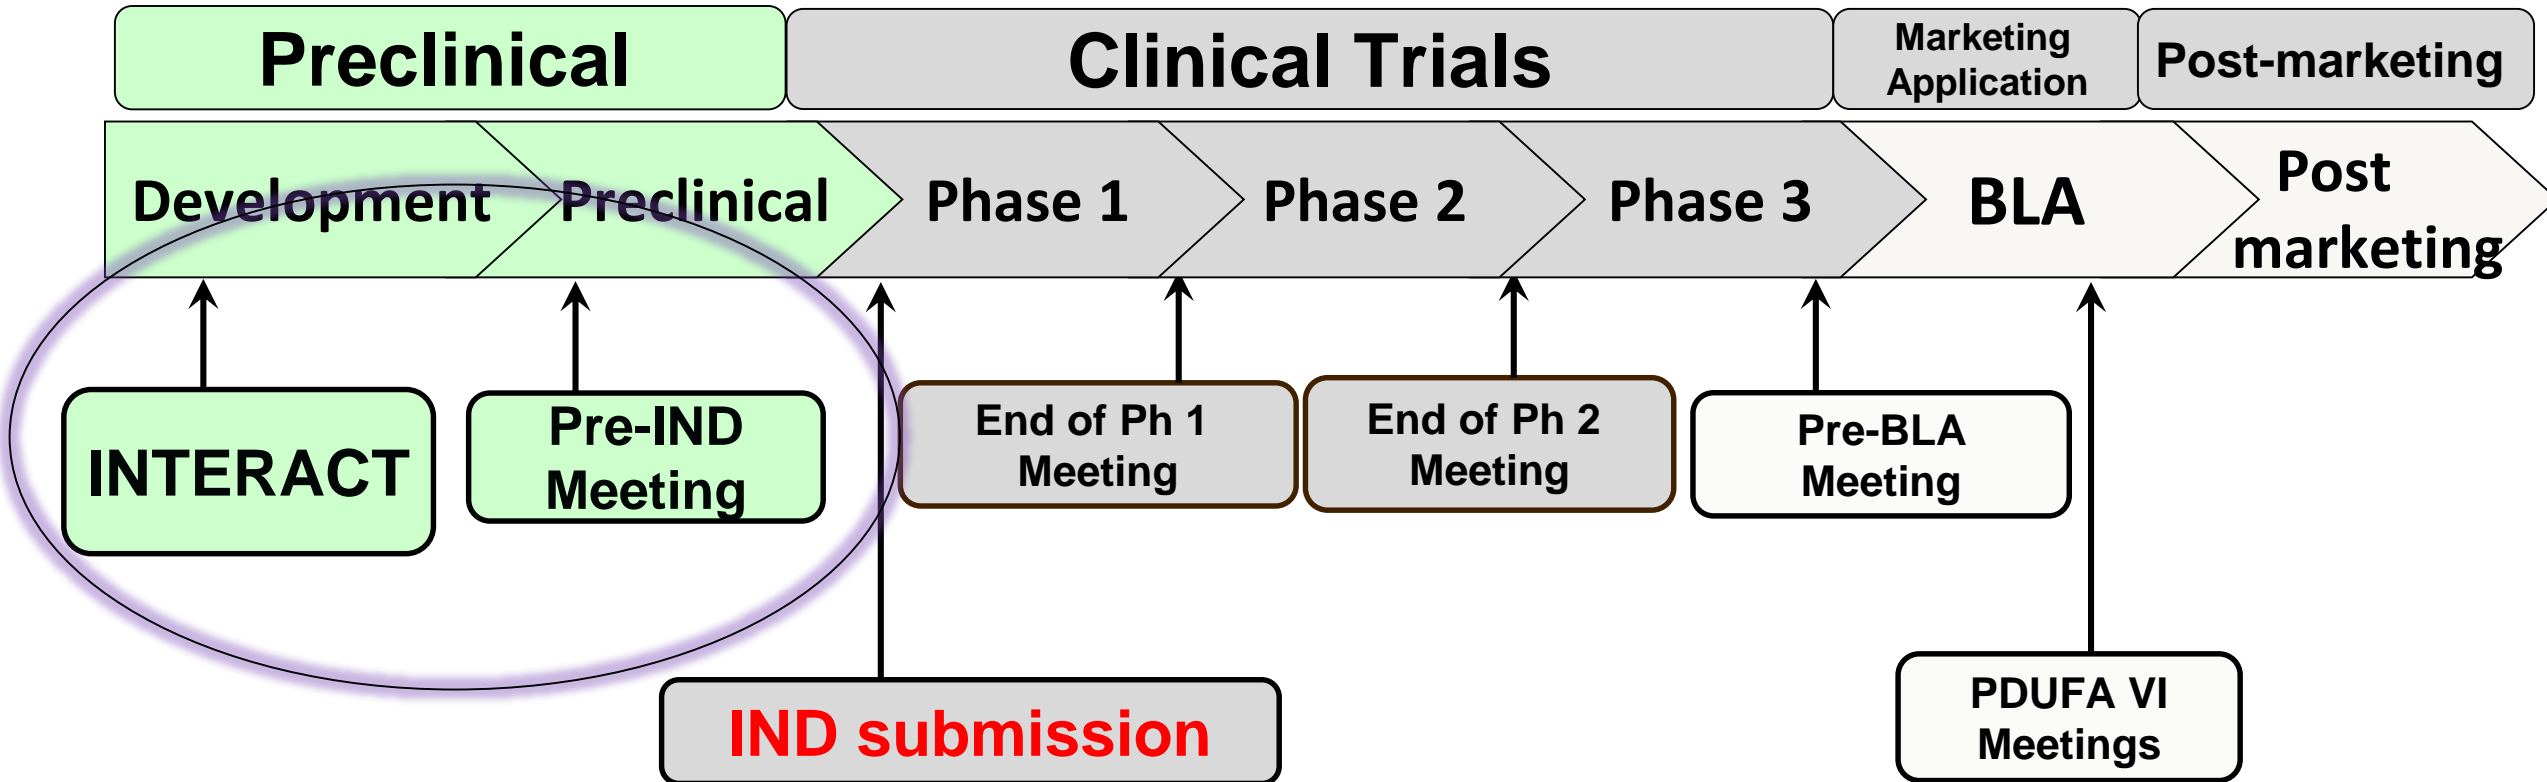 Preclinical
Clinical Trials
Marketing
Application
Post-marketing
Development
Preclinical
Phase 1
Phase 2
Phase 3
BLA
Post
marketing
INTERACT
Pre-IND
Meeting
End of Ph 1
Meeting
End of Ph 2
Meeting
Pre-BLA
Meeting
IND submission
PDUFA VI
Meetings